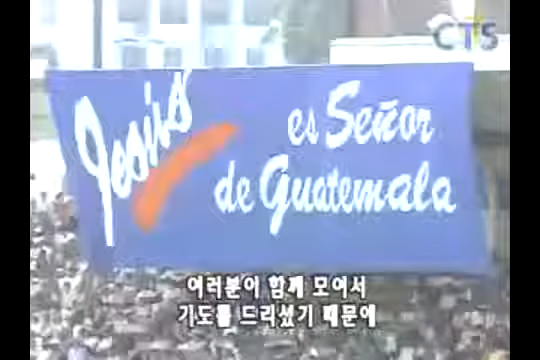 CTS
Jesús
es Señor
de Guatemala
여러분이 함께 모여서
기도를 드리셨기 때문에